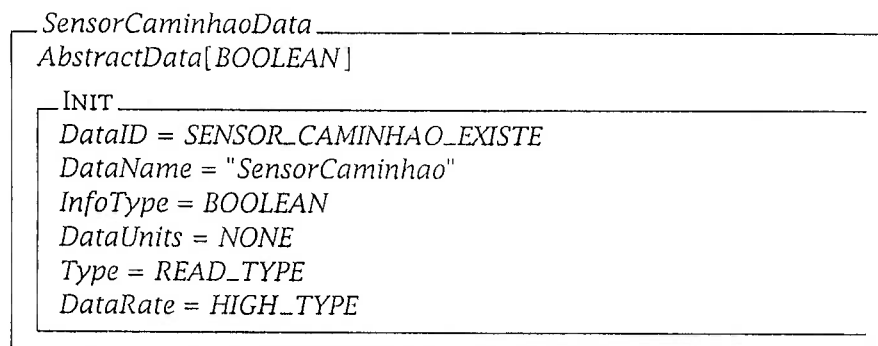 SensorCaminhaoData
AbstractData[BOOLEAN]
INIT
DataID = SENSOR_CAMINHAO_EXISTE
DataName = "SensorCaminhao"
InfoType = BOOLEAN
DataUnits = NONE
Type = READ_TYPE
DataRate = HIGH_TYPE